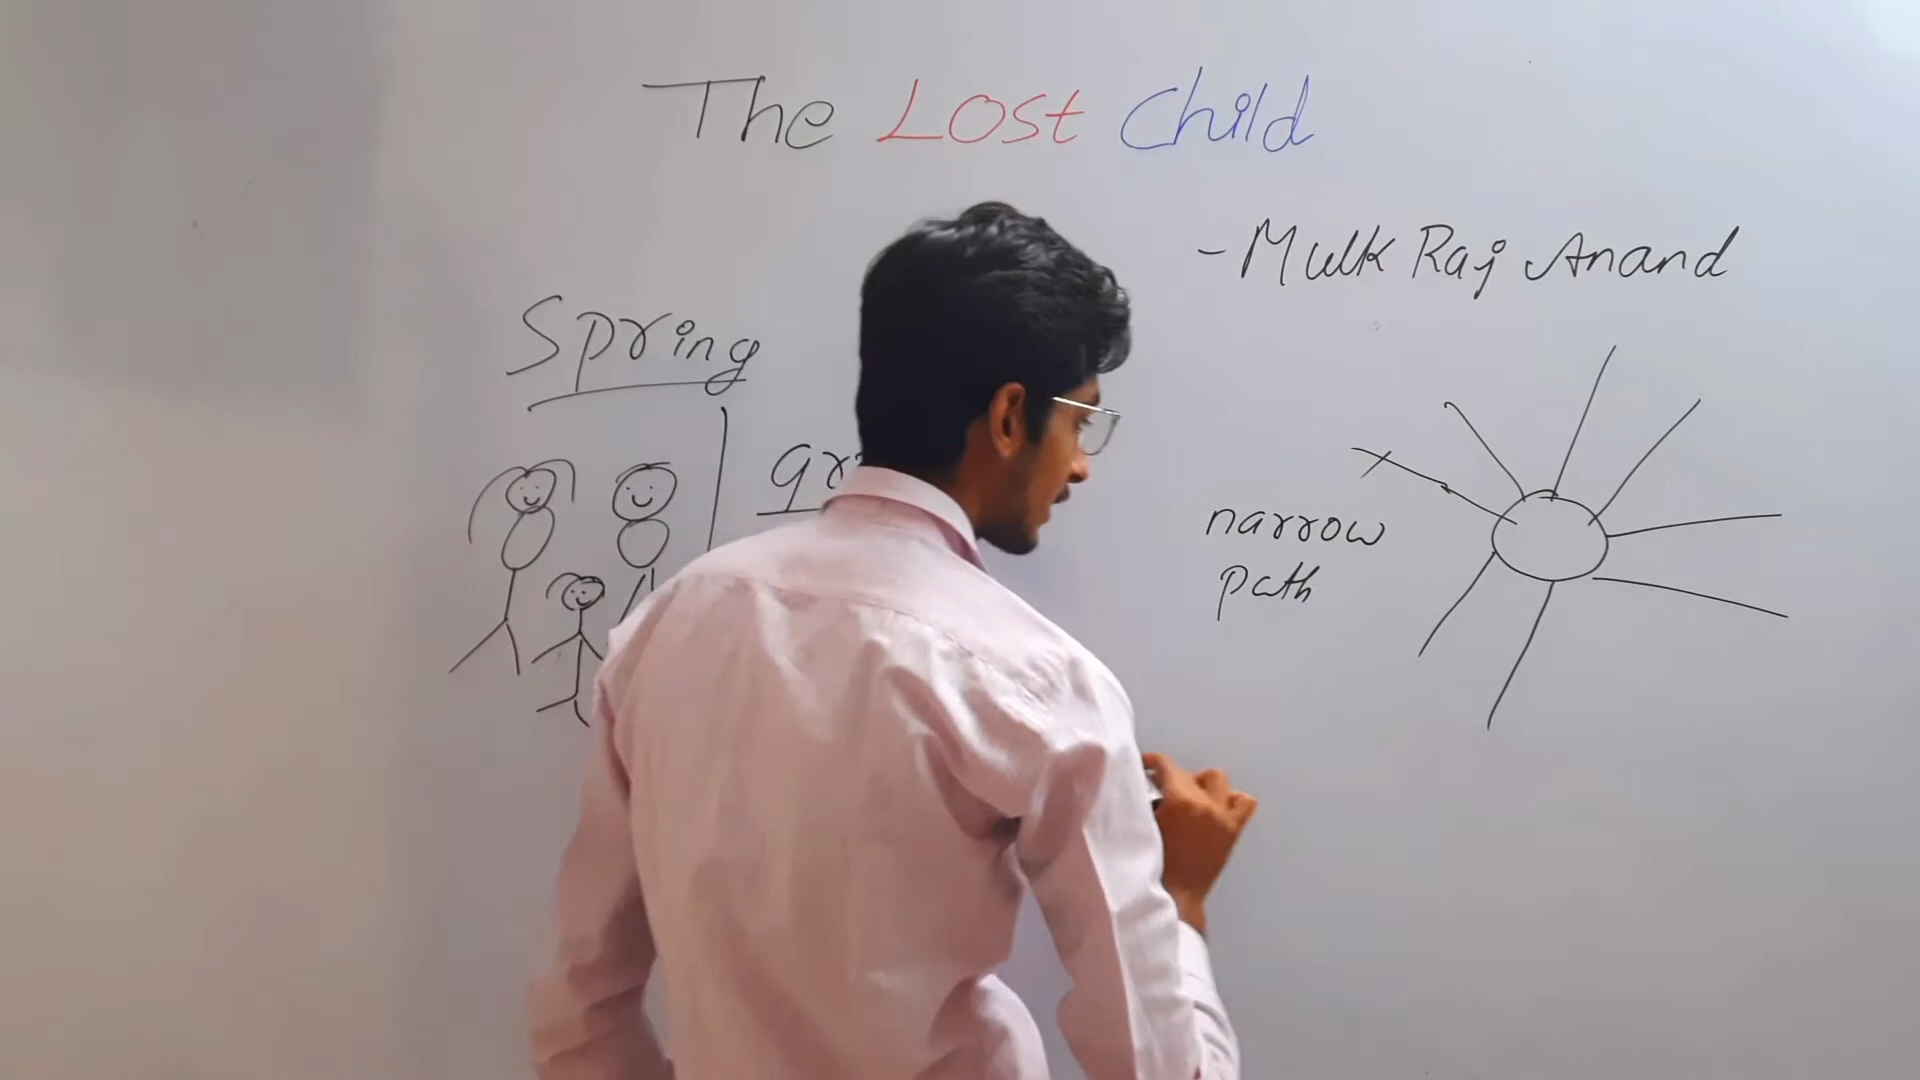 The Lost Child
- Mulk Raj Anand
Spring
narrow
path